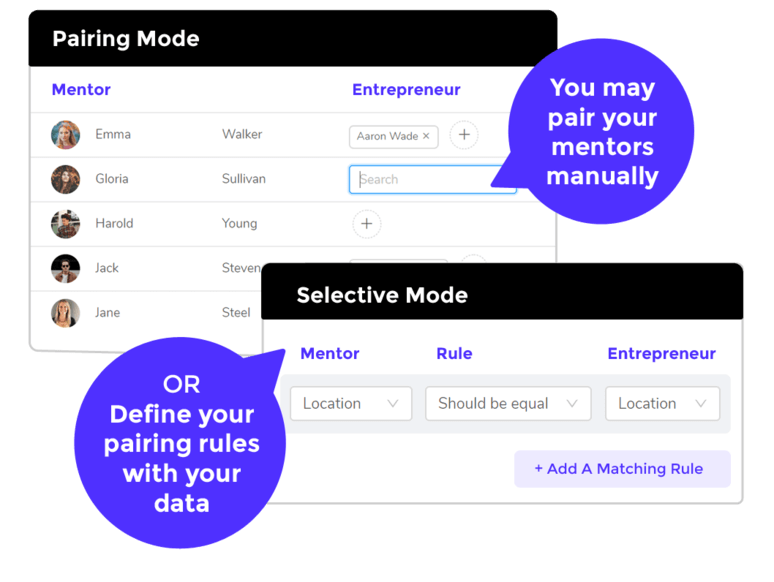 Pairing Mode
Mentor Entrepreneur
Emma Walker Aaron Wade × +
Gloria Sullivan Search
Harold Young +
Jack
Jane Steel
You may
pair your
mentors
manually
Selective Mode
Mentor Rule Entrepreneur
Location Should be equal Location
+ Add A Matching Rule
OR
Define your
pairing rules
with your
data